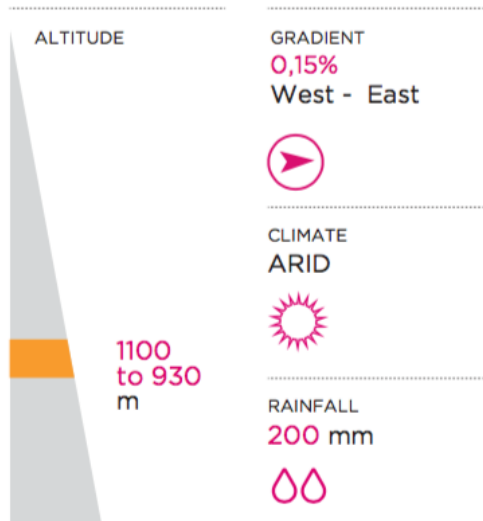 ALTITUDE
1100
to 930
m
GRADIENT
0,15%
West - East
CLIMATE
ARID
RAINFALL
200 mm